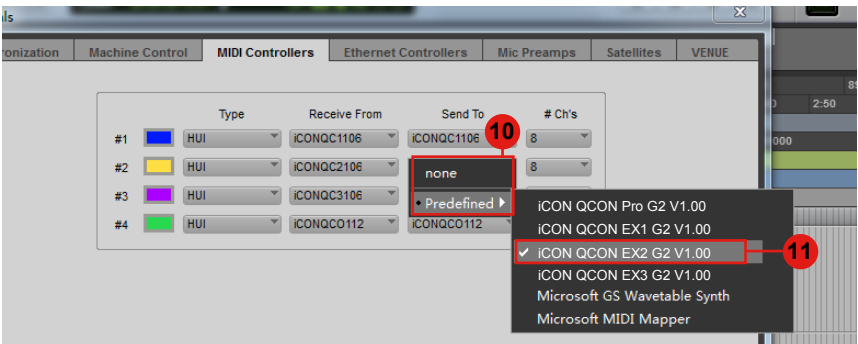 ls
ronization Machine Control MIDI Controllers Ethernet Controllers Mic Preamps Satellites VENUE
Type Receive From Send To # Ch's
#1 HUI iCONQC1106 iCONQC1106 8
#2 HUI iCONQC2106 8
#3 HUI iCONQC3106
#4 HUI iCONQCO112 iCONQCO112
10
none
• Predefined
iCON QCON Pro G2 V1.00
iCON QCON EX1 G2 V1.00
✓ iCON QCON EX2 G2 V1.00
11
iCON QCON EX3 G2 V1.00
Microsoft GS Wavetable Synth
Microsoft MIDI Mapper
89
2:50
000